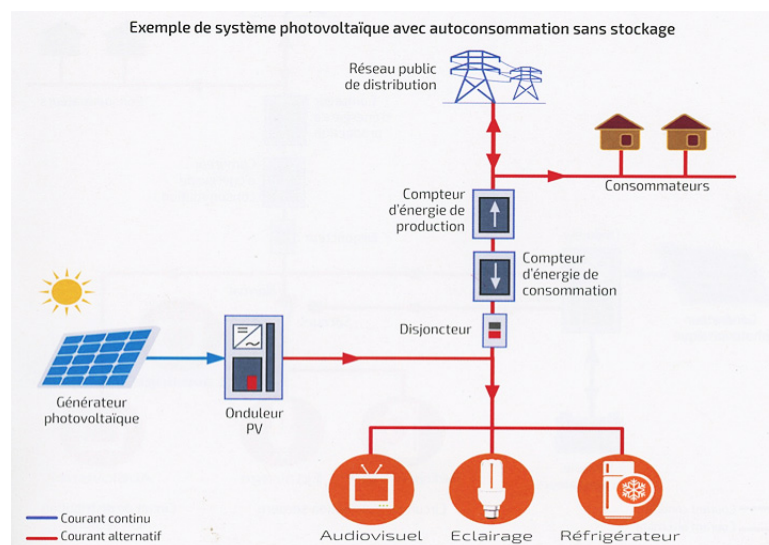 Exemple de système photovoltaïque avec autoconsommation sans stockage
Réseau public
de distribution
Consommateurs
Compteur
d'énergie de
production
Compteur
d'énergie de
consommation
Disjoncteur
Générateur
photovoltaïque
Onduleur
PV
Courant continu
Courant alternatif
Audiovisuel
Eclairage
Réfrigérateur